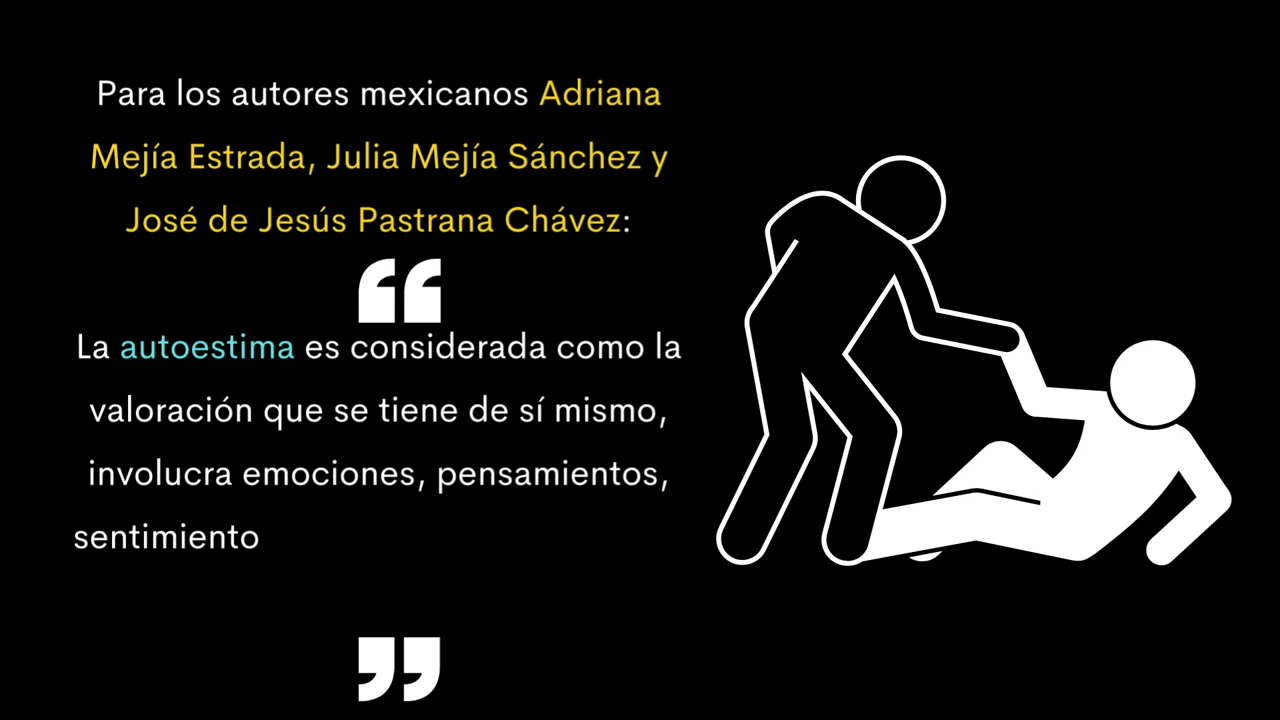 Para los autores mexicanos Adriana
Mejía Estrada, Julia Mejía Sánchez y
José de Jesús Pastrana Chávez:
“
La autoestima es considerada como la
valoración que se tiene de sí mismo,
involucra emociones, pensamientos,
sentimiento
”